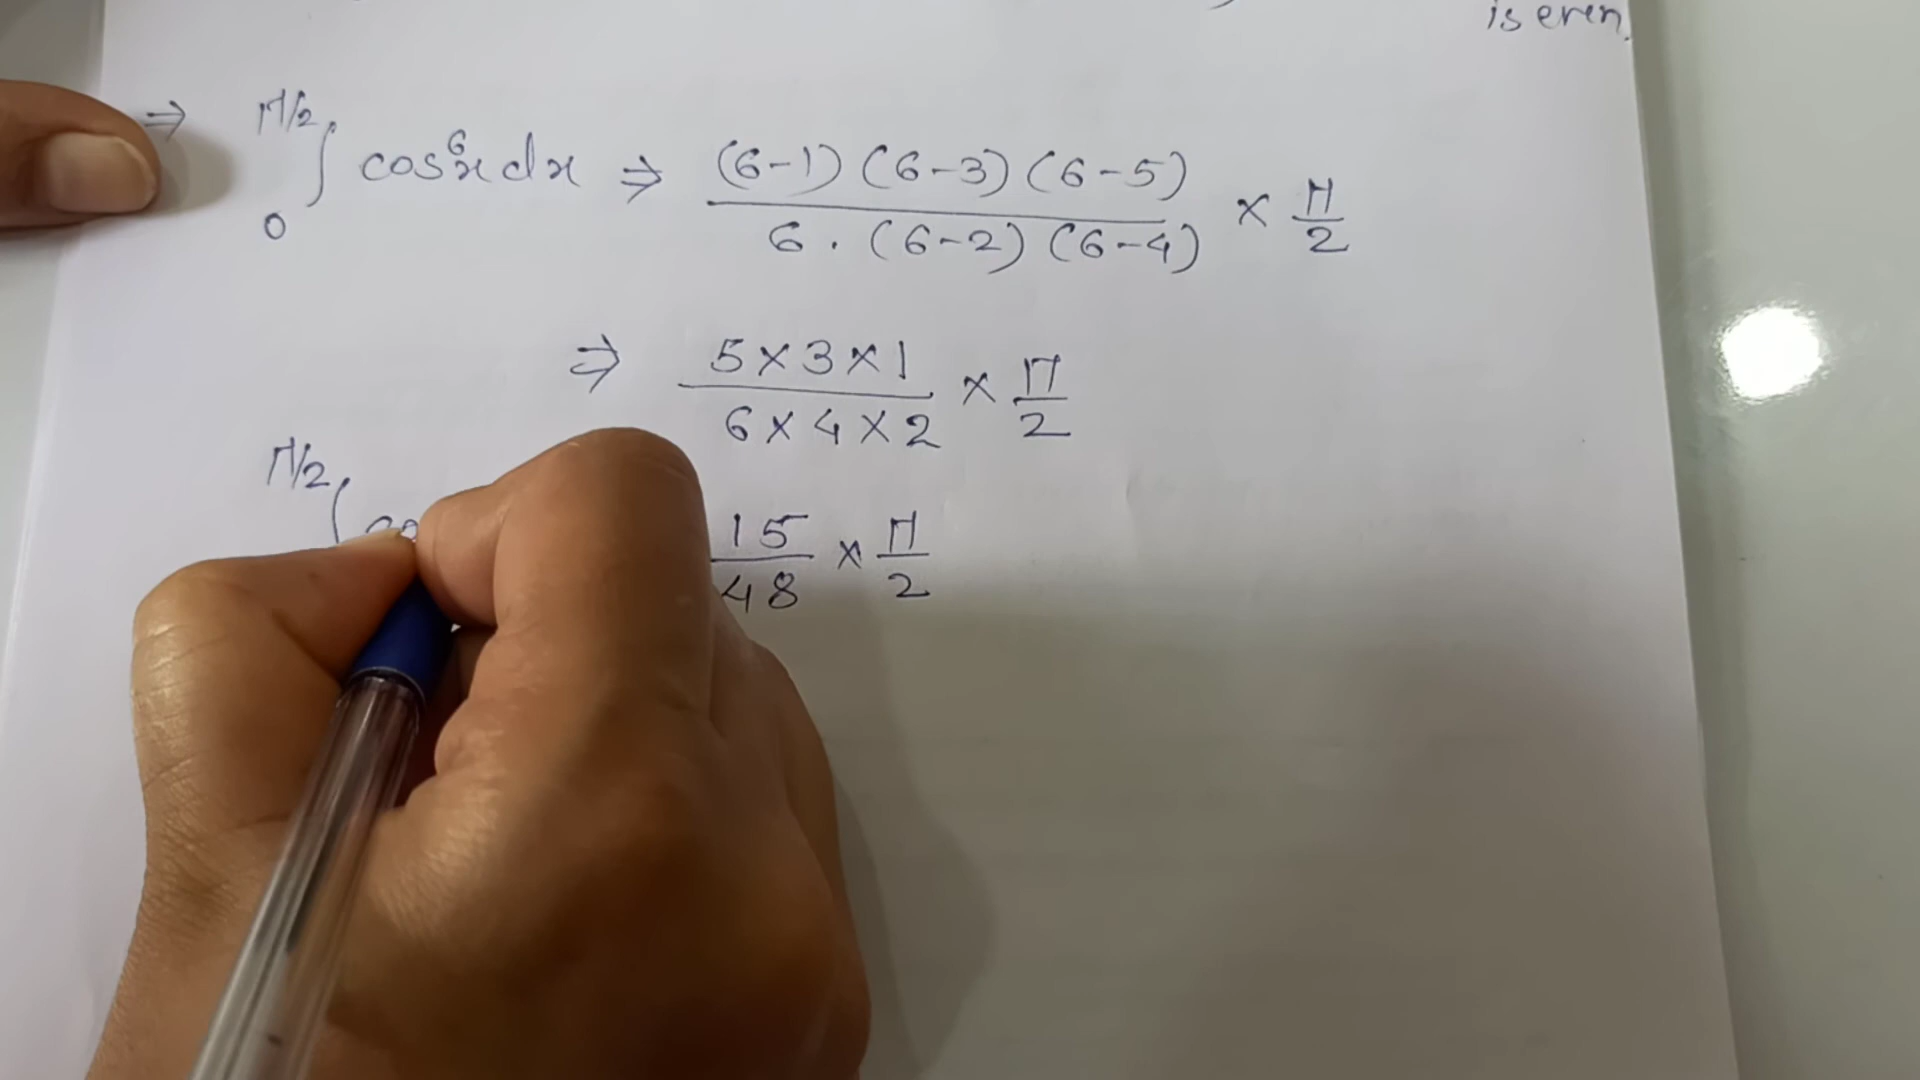 is even.
⇒ π/2 ∫ 0 cos⁶x dx ⇒ (6-1) (6-3) (6-5) / 6 . (6-2) (6-4) × π/2
⇒ 5×3×1 / 6×4×2 × π/2
π/2 ∫ co 15/48 × π/2